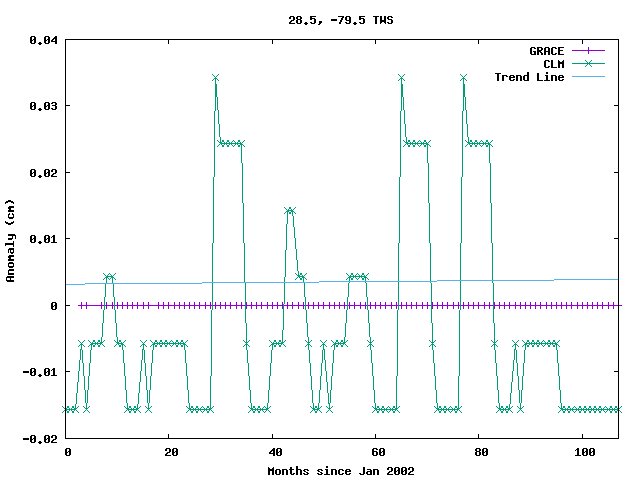 28.5, -79.5 TWS
GRACE
CLM
Trend Line
0.04
0.03
0.02
0.01
0
-0.01
-0.02
Anomaly (cm)
0 20 40 60 80 100
Months since Jan 2002